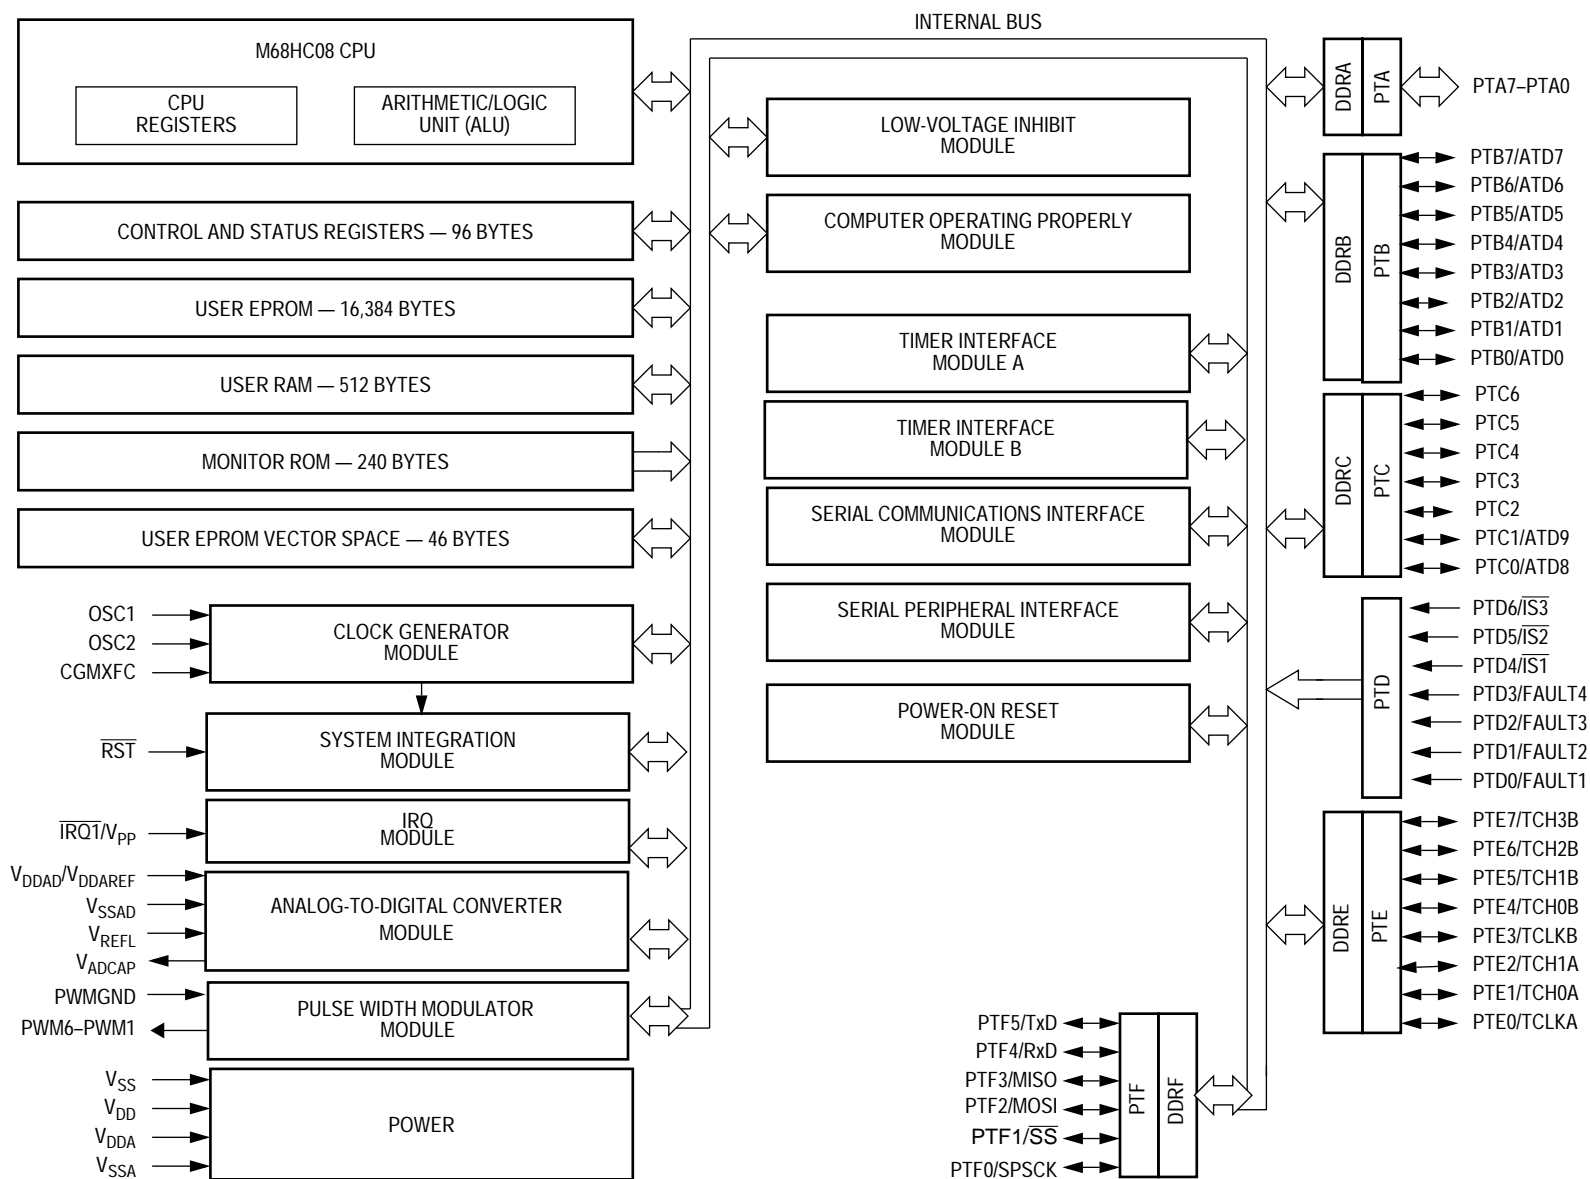 INTERNAL BUS
M68HC08 CPU
CPU
REGISTERS
ARITHMETIC/LOGIC
UNIT (ALU)
CONTROL AND STATUS REGISTERS — 96 BYTES
USER EPROM — 16,384 BYTES
USER RAM — 512 BYTES
MONITOR ROM — 240 BYTES
USER EPROM VECTOR SPACE — 46 BYTES
OSC1
OSC2
CGMXFC
CLOCK GENERATOR
MODULE
RST
SYSTEM INTEGRATION
MODULE
IRQ1/VPP
IRQ
MODULE
VDDAD/VDDAREF
VSSAD
VREFL
VADCAP
ANALOG-TO-DIGITAL CONVERTER
MODULE
PWMGND
PWM6–PWM1
PULSE WIDTH MODULATOR
MODULE
VSS
VDD
VDDA
VSSA
POWER
LOW-VOLTAGE INHIBIT
MODULE
COMPUTER OPERATING PROPERLY
MODULE
TIMER INTERFACE
MODULE A
TIMER INTERFACE
MODULE B
SERIAL COMMUNICATIONS INTERFACE
MODULE
SERIAL PERIPHERAL INTERFACE
MODULE
POWER-ON RESET
MODULE
PTF5/TxD
PTF4/RxD
PTF3/MISO
PTF2/MOSI
PTF1/SS
PTF0/SPSCK
PTF
DDRF
DDRA
PTA
PTA7–PTA0
DDRB
PTB
PTB7/ATD7
PTB6/ATD6
PTB5/ATD5
PTB4/ATD4
PTB3/ATD3
PTB2/ATD2
PTB1/ATD1
PTB0/ATD0
DDRC
PTC
PTC6
PTC5
PTC4
PTC3
PTC2
PTC1/ATD9
PTC0/ATD8
PTD
PTD6/IS3
PTD5/IS2
PTD4/IS1
PTD3/FAULT4
PTD2/FAULT3
PTD1/FAULT2
PTD0/FAULT1
DDRE
PTE
PTE7/TCH3B
PTE6/TCH2B
PTE5/TCH1B
PTE4/TCH0B
PTE3/TCLKB
PTE2/TCH1A
PTE1/TCH0A
PTE0/TCLKA